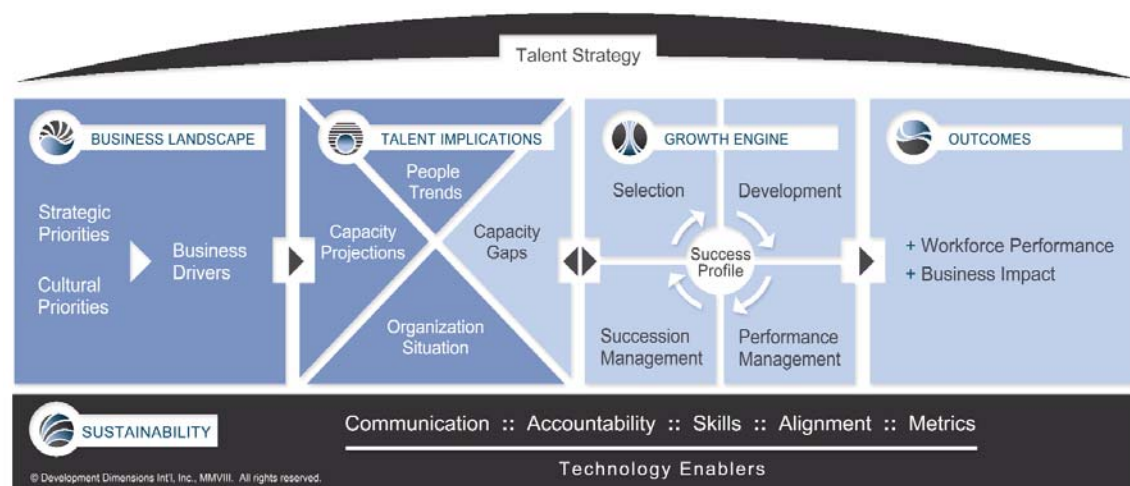 Talent Strategy
BUSINESS LANDSCAPE
Strategic
Priorities
Cultural
Priorities
Business
Drivers
TALENT IMPLICATIONS
People
Trends
Capacity
Projections
Capacity
Gaps
Organization
Situation
GROWTH ENGINE
Selection
Development
Success
Profile
Succession
Management
Performance
Management
OUTCOMES
+ Workforce Performance
+ Business Impact
SUSTAINABILITY
Communication :: Accountability :: Skills :: Alignment :: Metrics
Technology Enablers
© Development Dimensions Int'l, Inc., MMVIII. All rights reserved.